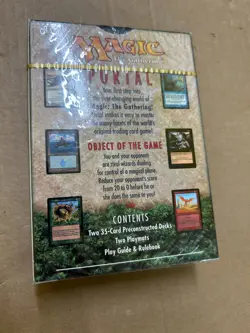 MAGIC
The Gathering
PORTAL
Your first step into
the ever-changing world of
Magic: The Gathering!
Portal makes it easy to master
the many facets of the world's
original trading card game!
OBJECT OF THE GAME
You and your opponent
are rival wizards dueling
for control of a magical plane.
Reduce your opponent's score
from 20 to 0 before he or
she does the same to you!
CONTENTS
Two 35-Card Preconstructed Decks
Two Playmats
Play Guide & Rulebook